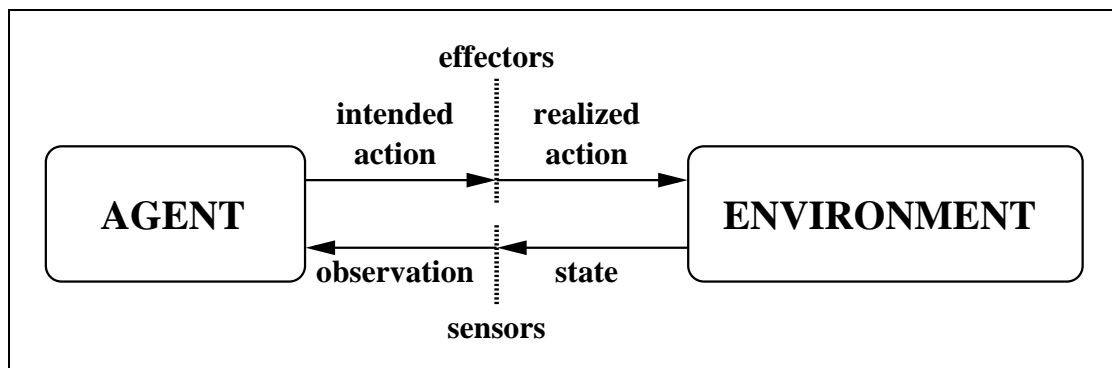 effectors
intended realized
action action
AGENT ENVIRONMENT
observation state
sensors